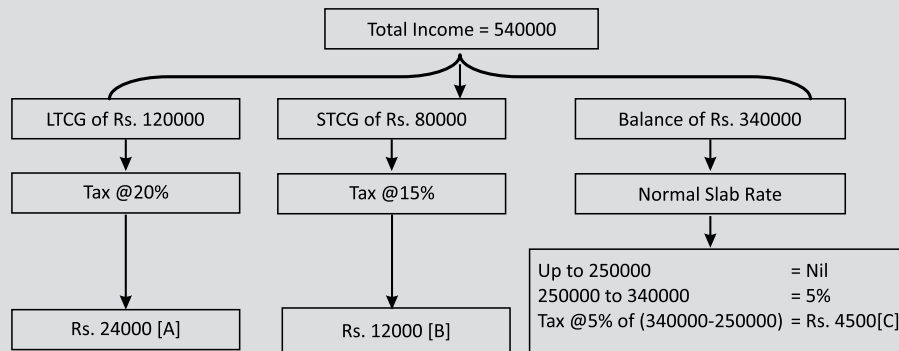 Total Income = 540000
LTCG of Rs. 120000
STCG of Rs. 80000
Balance of Rs. 340000
Tax @20%
Tax @15%
Normal Slab Rate
Up to 250000 = Nil
250000 to 340000 = 5%
Tax @5% of (340000-250000) = Rs. 4500[C]
Rs. 24000 [A]
Rs. 12000 [B]